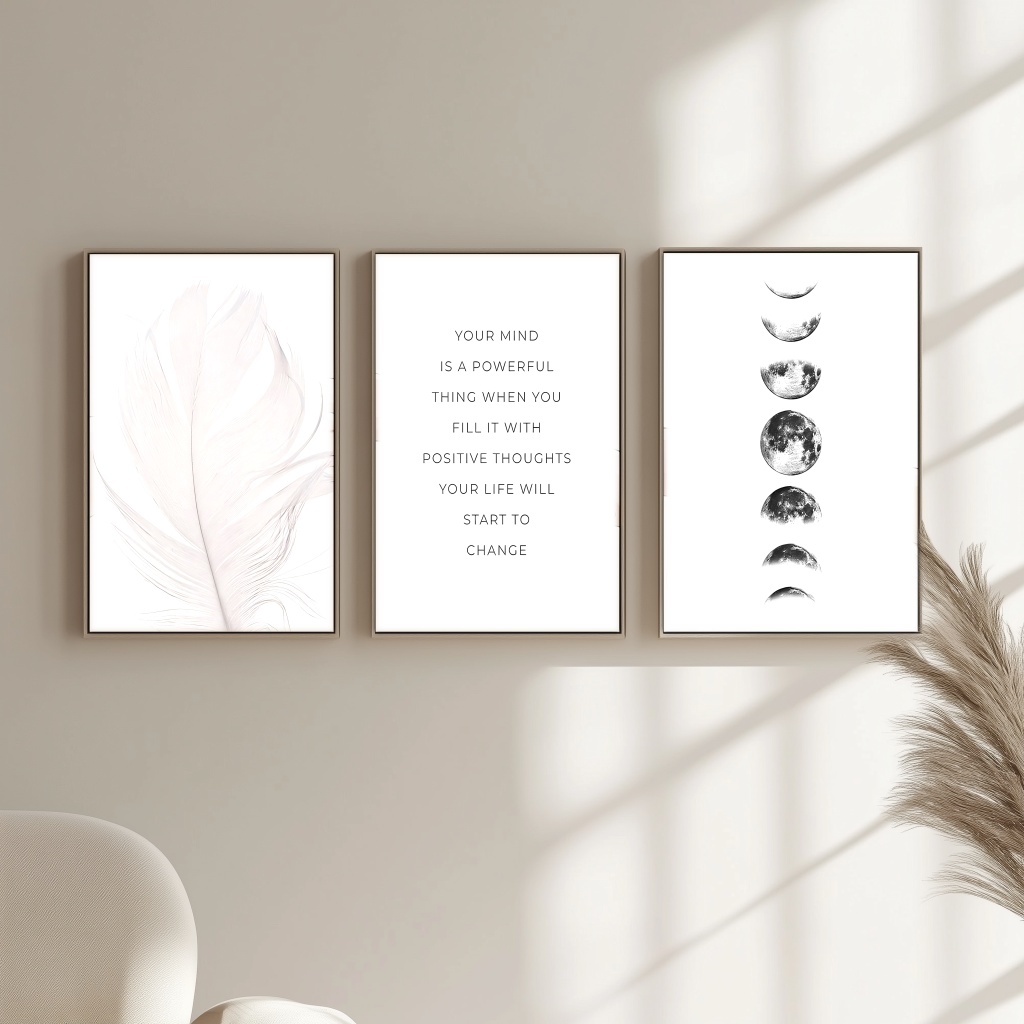 YOUR MIND
IS A POWERFUL
THING WHEN YOU
FILL IT WITH
POSITIVE THOUGHTS
YOUR LIFE WILL
START TO
CHANGE